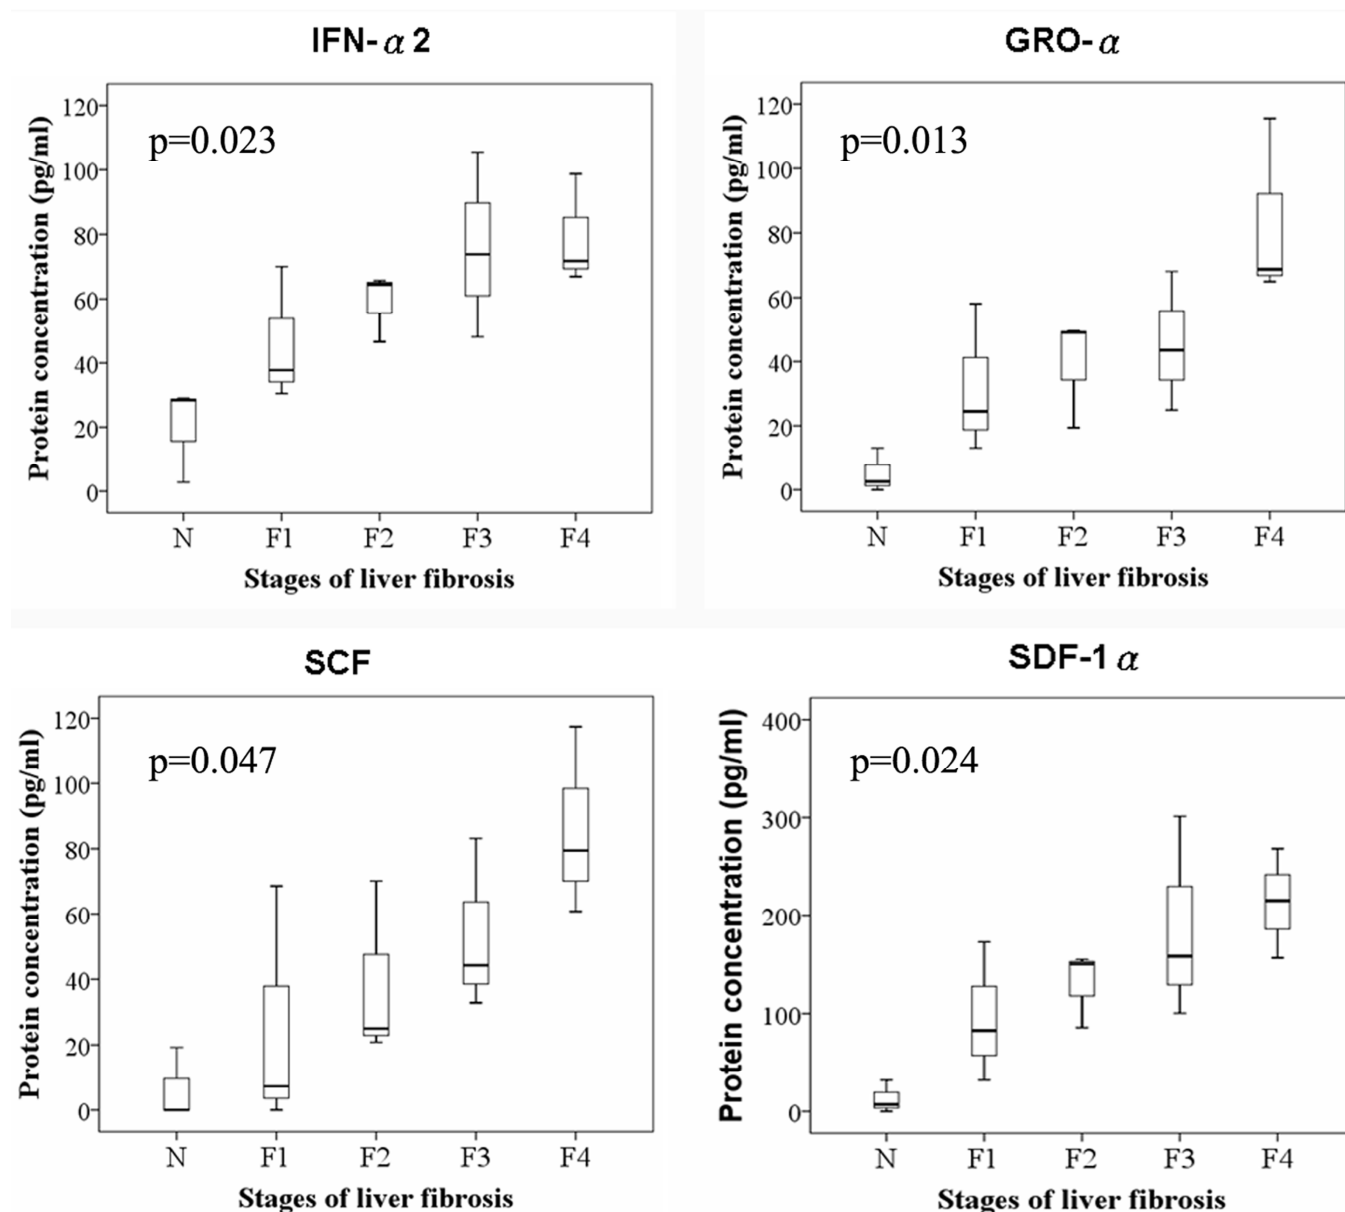 IFN-α2
Protein concentration (pg/ml)
120
100
80
60
40
20
0
p=0.023
N F1 F2 F3 F4
Stages of liver fibrosis
GRO-α
Protein concentration (pg/ml)
120
100
80
60
40
20
0
p=0.013
N F1 F2 F3 F4
Stages of liver fibrosis
SCF
Protein concentration (pg/ml)
120
100
80
60
40
20
0
p=0.047
N F1 F2 F3 F4
Stages of liver fibrosis
SDF-1α
Protein concentration (pg/ml)
400
300
200
100
0
p=0.024
N F1 F2 F3 F4
Stages of liver fibrosis